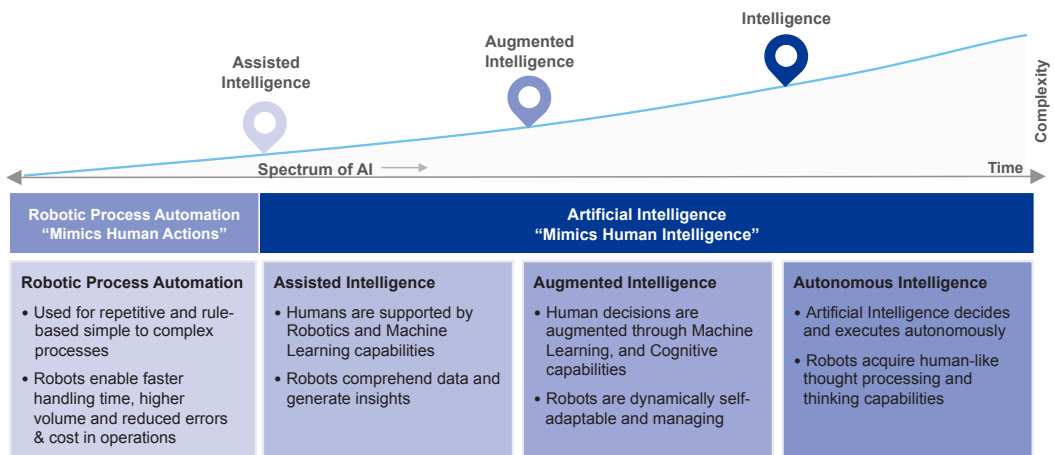 Intelligence
Augmented
Intelligence
Assisted
Intelligence
Complexity
Spectrum of AI
Time
Robotic Process Automation
“Mimics Human Actions”
Artificial Intelligence
“Mimics Human Intelligence”
Robotic Process Automation
• Used for repetitive and rule-
based simple to complex
processes
• Robots enable faster
handling time, higher
volume and reduced errors
& cost in operations
Assisted Intelligence
• Humans are supported by
Robotics and Machine
Learning capabilities
• Robots comprehend data and
generate insights
Augmented Intelligence
• Human decisions are
augmented through Machine
Learning, and Cognitive
capabilities
• Robots are dynamically self-
adaptable and managing
Autonomous Intelligence
• Artificial Intelligence decides
and executes autonomously
• Robots acquire human-like
thought processing and
thinking capabilities